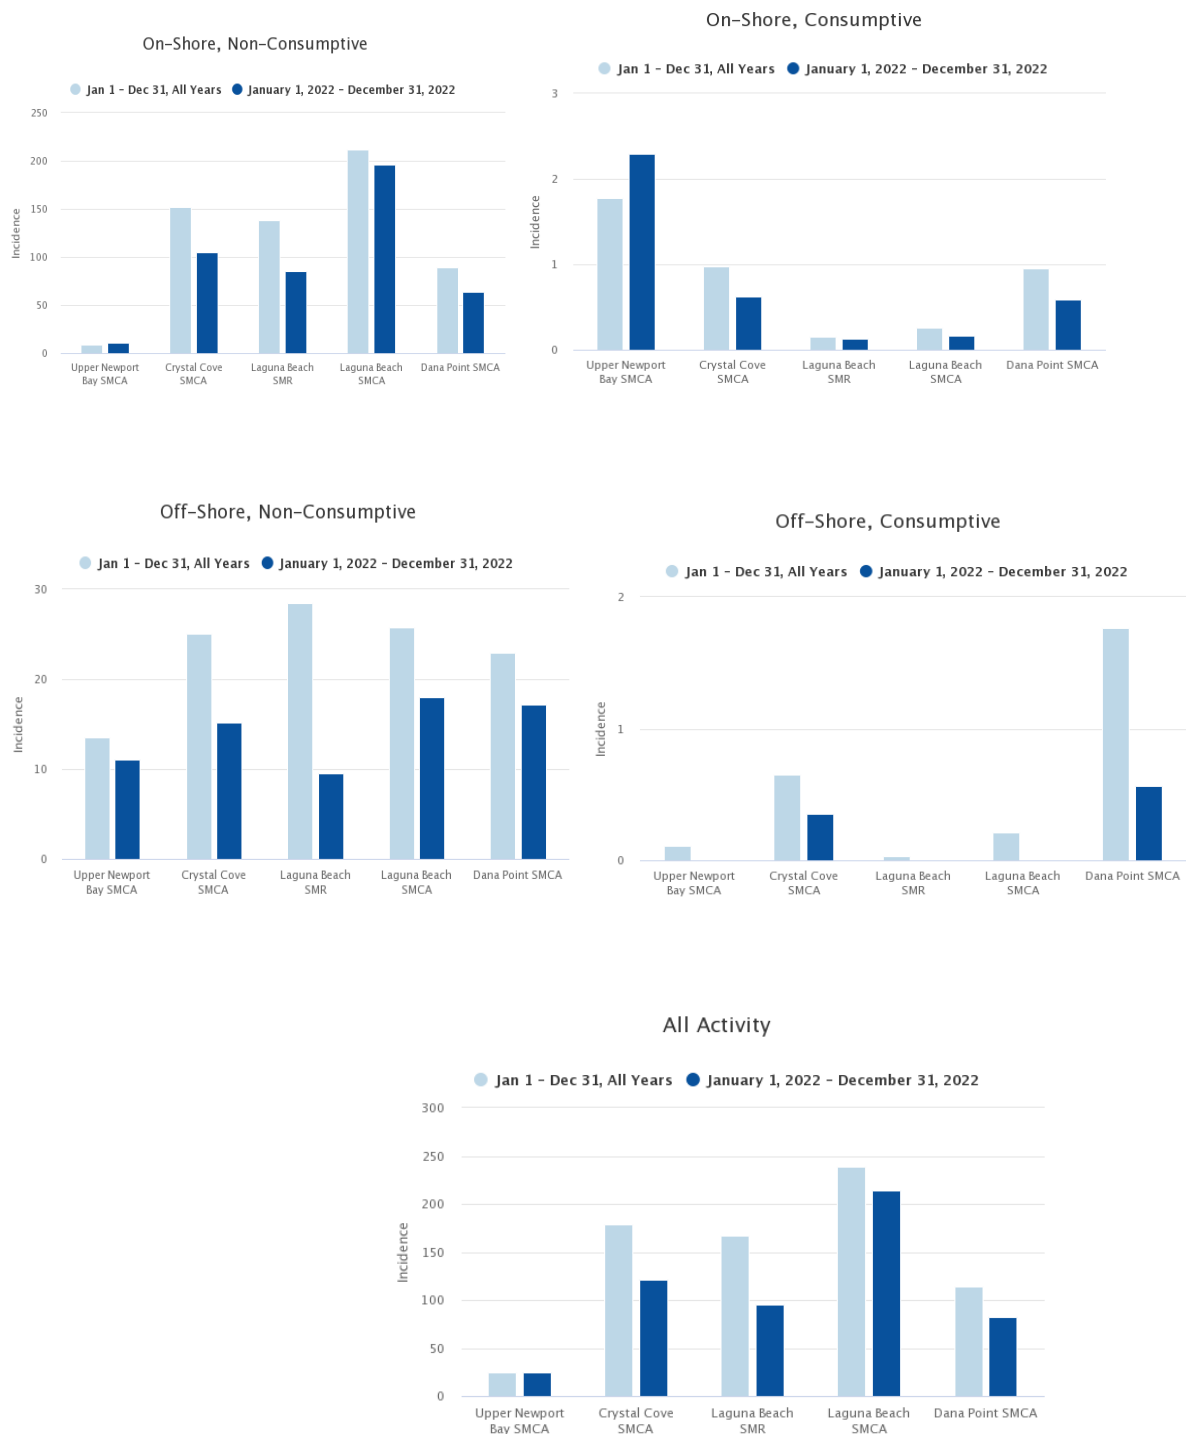 On-Shore, Non-Consumptive
Jan 1 - Dec 31, All Years January 1, 2022 - December 31, 2022
250
200
150
100
50
0
Incidence
Upper Newport Bay SMCA
Crystal Cove SMCA
Laguna Beach SMR
Laguna Beach SMCA
Dana Point SMCA
On-Shore, Consumptive
Jan 1 - Dec 31, All Years January 1, 2022 - December 31, 2022
3
2
1
0
Incidence
Upper Newport Bay SMCA
Crystal Cove SMCA
Laguna Beach SMR
Laguna Beach SMCA
Dana Point SMCA
Off-Shore, Non-Consumptive
Jan 1 - Dec 31, All Years January 1, 2022 - December 31, 2022
30
20
10
0
Incidence
Upper Newport Bay SMCA
Crystal Cove SMCA
Laguna Beach SMR
Laguna Beach SMCA
Dana Point SMCA
Off-Shore, Consumptive
Jan 1 - Dec 31, All Years January 1, 2022 - December 31, 2022
2
1
0
Incidence
Upper Newport Bay SMCA
Crystal Cove SMCA
Laguna Beach SMR
Laguna Beach SMCA
Dana Point SMCA
All Activity
Jan 1 - Dec 31, All Years January 1, 2022 - December 31, 2022
300
250
200
150
100
50
0
Incidence
Upper Newport Bay SMCA
Crystal Cove SMCA
Laguna Beach SMR
Laguna Beach SMCA
Dana Point SMCA